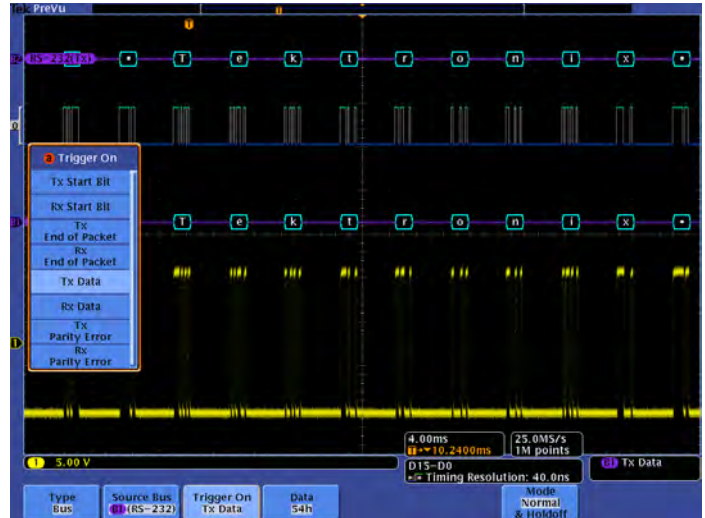 PreVu
T
RS-232(Tx)
• T e k t r o n i x •
a Trigger On
Tx Start Bit
Rx Start Bit
Tx
End of Packet
Rx
End of Packet
Tx Data
Rx Data
Tx
Parity Error
Rx
Parity Error
T e k t r o n i x •
1
4.00ms
T→▾10.2400ms
25.0MS/s
1M points
1 5.00 V
D15-D0
Timing Resolution: 40.0ns
B1 Tx Data
Type
Bus
Source Bus
B1 (RS-232)
Trigger On
Tx Data
Data
54h
Mode
Normal
& Holdoff